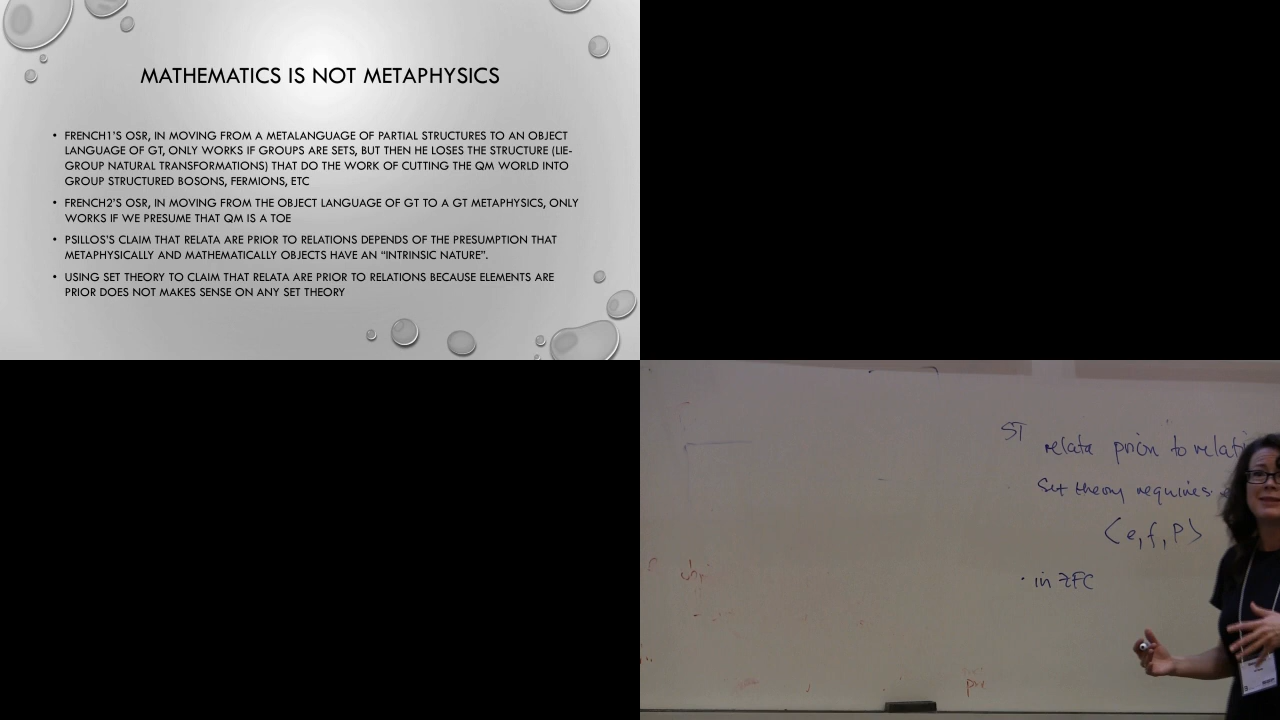 MATHEMATICS IS NOT METAPHYSICS
• FRENCH1'S OSR, IN MOVING FROM A METALANGUAGE OF PARTIAL STRUCTURES TO AN OBJECT
LANGUAGE OF GT, ONLY WORKS IF GROUPS ARE SETS, BUT THEN HE LOSES THE STRUCTURE (LIE-
GROUP NATURAL TRANSFORMATIONS) THAT DO THE WORK OF CUTTING THE QM WORLD INTO
GROUP STRUCTURED BOSONS, FERMIONS, ETC
• FRENCH2'S OSR, IN MOVING FROM THE OBJECT LANGUAGE OF GT TO A GT METAPHYSICS, ONLY
WORKS IF WE PRESUME THAT QM IS A TOE
• PSILLOS'S CLAIM THAT RELATA ARE PRIOR TO RELATIONS DEPENDS OF THE PRESUMPTION THAT
METAPHYSICALLY AND MATHEMATICALLY OBJECTS HAVE AN "INTRINSIC NATURE".
• USING SET THEORY TO CLAIM THAT RELATA ARE PRIOR TO RELATIONS BECAUSE ELEMENTS ARE
PRIOR DOES NOT MAKES SENSE ON ANY SET THEORY
ST
relata prior to relati
Set theory requires
<e, f, P>
• in ZFC